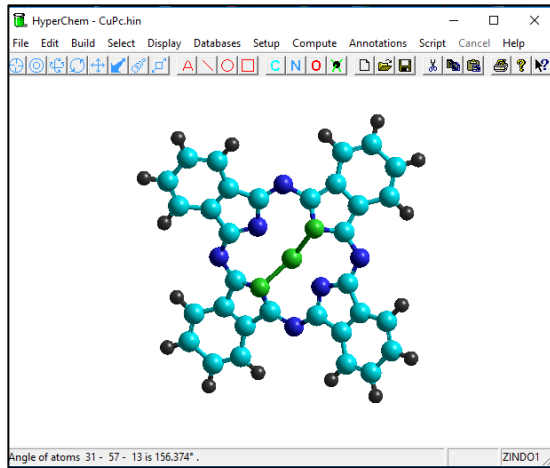 HyperChem - CuPc.hin
File Edit Build Select Display Databases Setup Compute Annotations Script Cancel Help
A C N O
Angle of atoms 31 - 57 - 13 is 156.374° .
ZINDO1